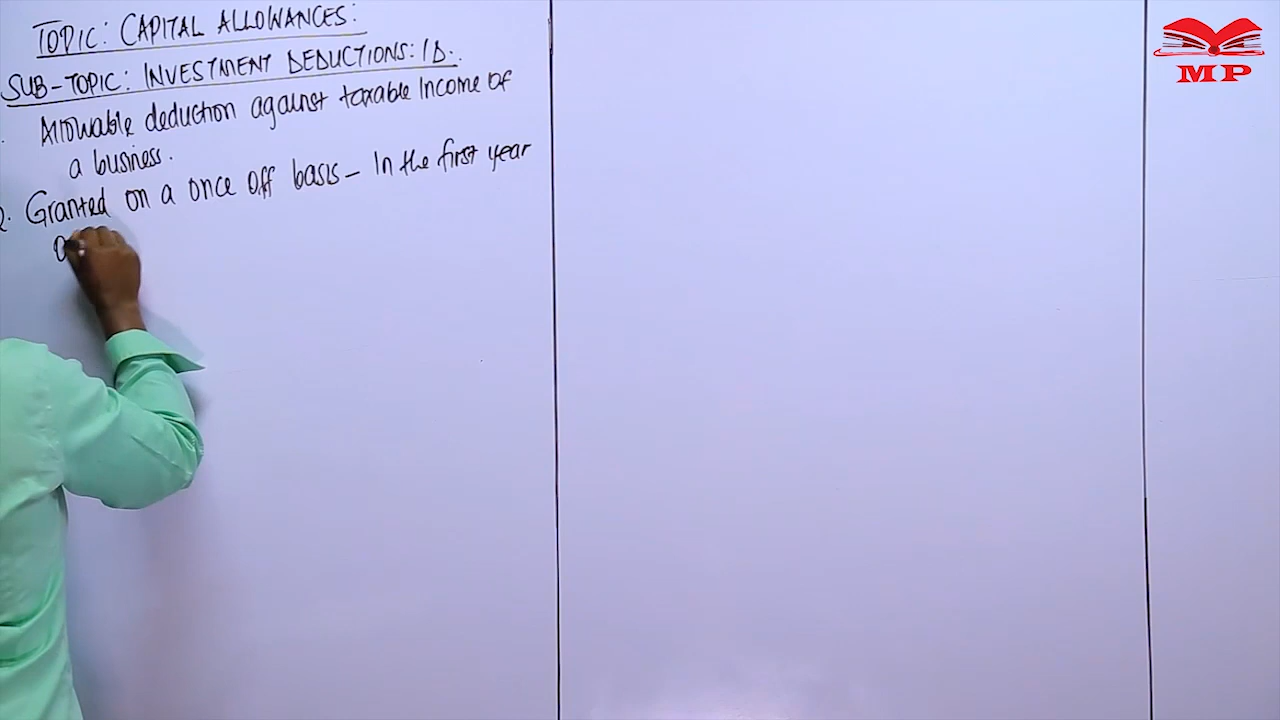 TOPIC: CAPITAL ALLOWANCES:
SUB-TOPIC: INVESTMENT DEDUCTIONS: ID.
Allowable deduction against taxable Income of
a business.
2. Granted on a once off basis - In the first year
MP